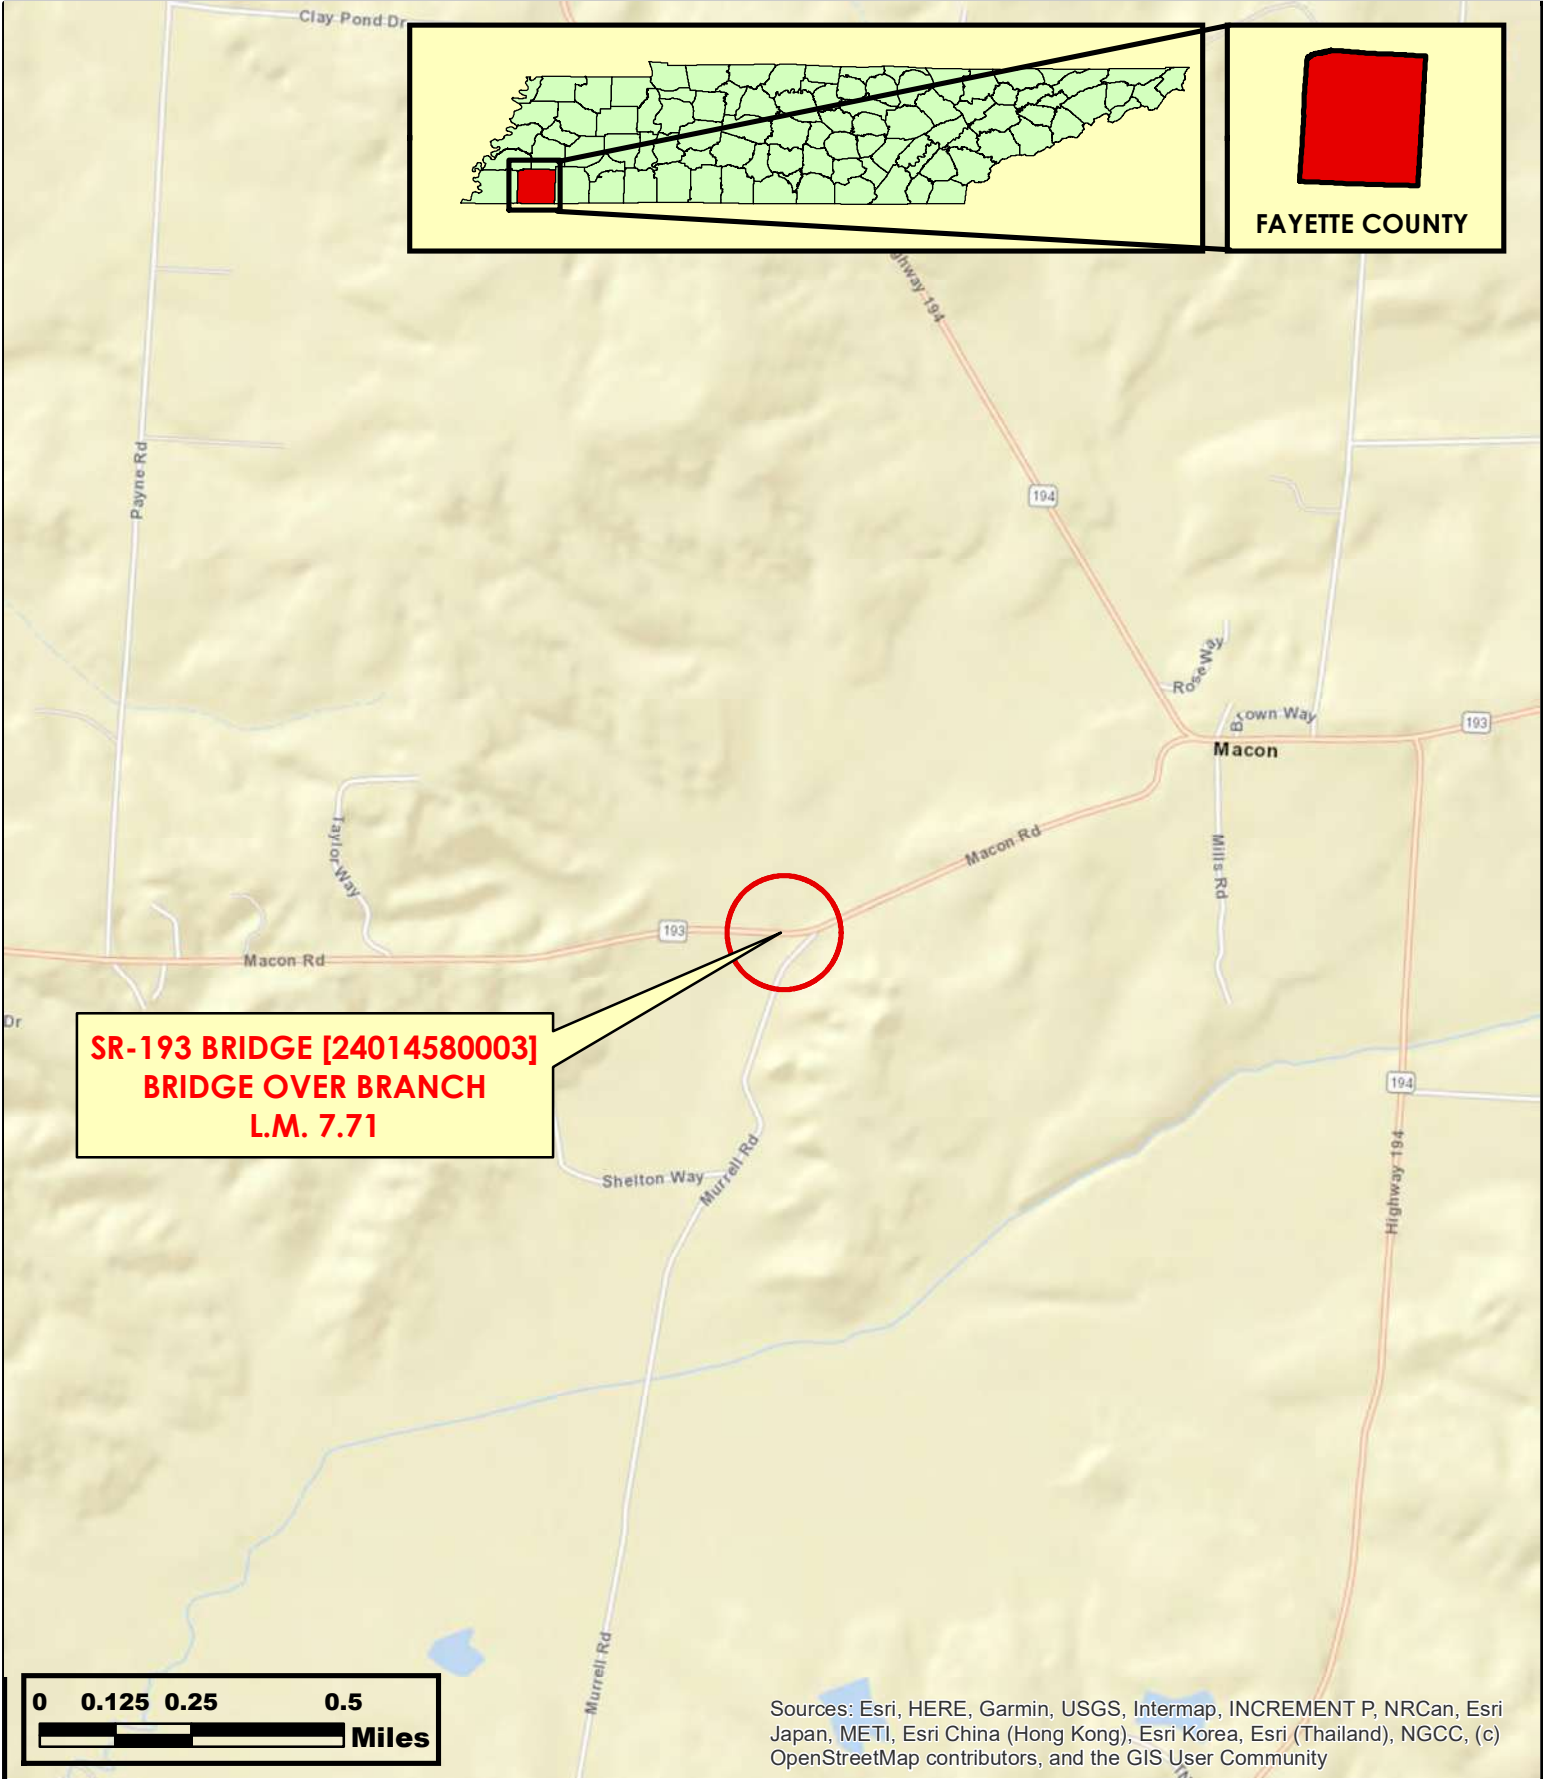 Clay Pond Dr
FAYETTE COUNTY
ghway 194
Payne Rd
194
Rose Way
Brown Way
193
Macon
Taylor Way
Macon Rd
Mills Rd
193
Macon Rd
Dr
SR-193 BRIDGE [24014580003]
BRIDGE OVER BRANCH
L.M. 7.71
194
Highway 194
Shelton Way
Murrell Rd
Murrell Rd
0 0.125 0.25 0.5
Miles
Sources: Esri, HERE, Garmin, USGS, Intermap, INCREMENT P, NRCan, Esri
Japan, METI, Esri China (Hong Kong), Esri Korea, Esri (Thailand), NGCC, (c)
OpenStreetMap contributors, and the GIS User Community